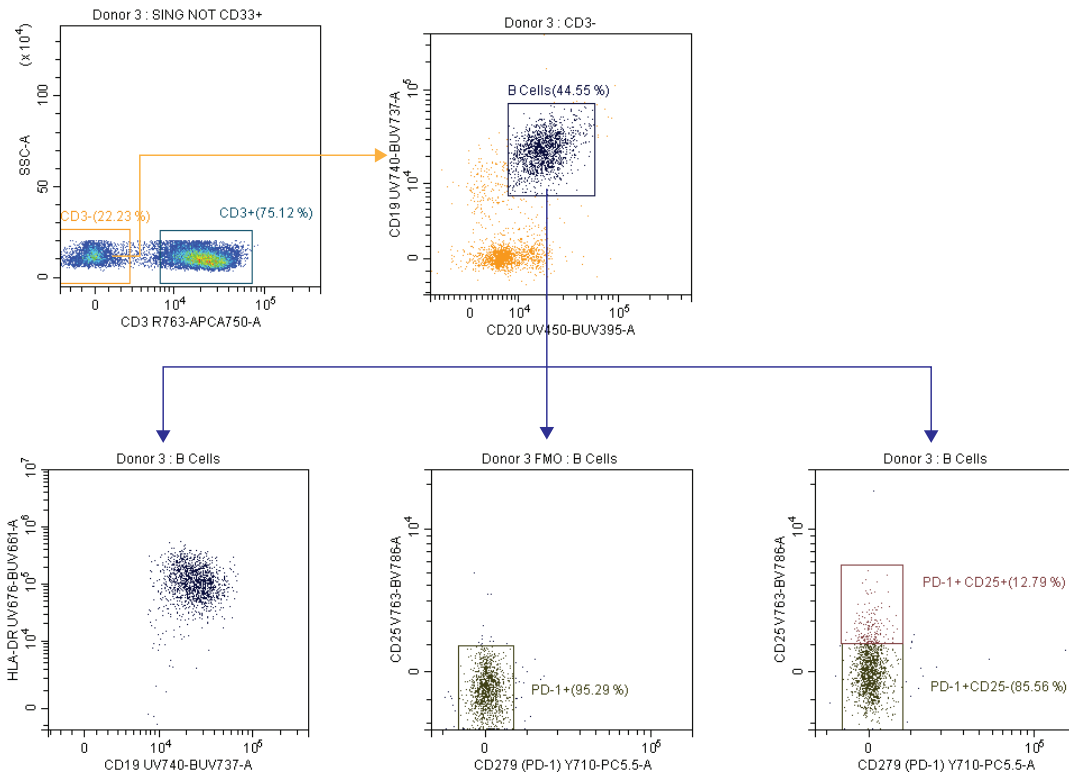 Donor 3 : SING NOT CD33+
(x 10⁴)
SSC-A
100
50
0
CD3-(22.23 %)
CD3+(75.12 %)
0
10⁴
10⁵
CD3 R763-APCA750-A
Donor 3 : CD3-
CD19 UV740-BUV737-A
10⁵
10⁴
0
B Cells(44.55 %)
0
10⁴
10⁵
CD20 UV450-BUV395-A
Donor 3 : B Cells
HLA-DR UV676-BUV661-A
10⁷
10⁶
10⁵
10⁴
0
0
10⁴
10⁵
CD19 UV740-BUV737-A
Donor 3 FMO : B Cells
CD25 V763-BV786-A
10⁴
0
PD-1+(95.29 %)
0
10⁵
CD279 (PD-1) Y710-PC5.5-A
Donor 3 : B Cells
CD25 V763-BV786-A
10⁴
0
PD-1+ CD25+(12.79 %)
PD-1+CD25-(85.56 %)
0
10⁵
CD279 (PD-1) Y710-PC5.5-A